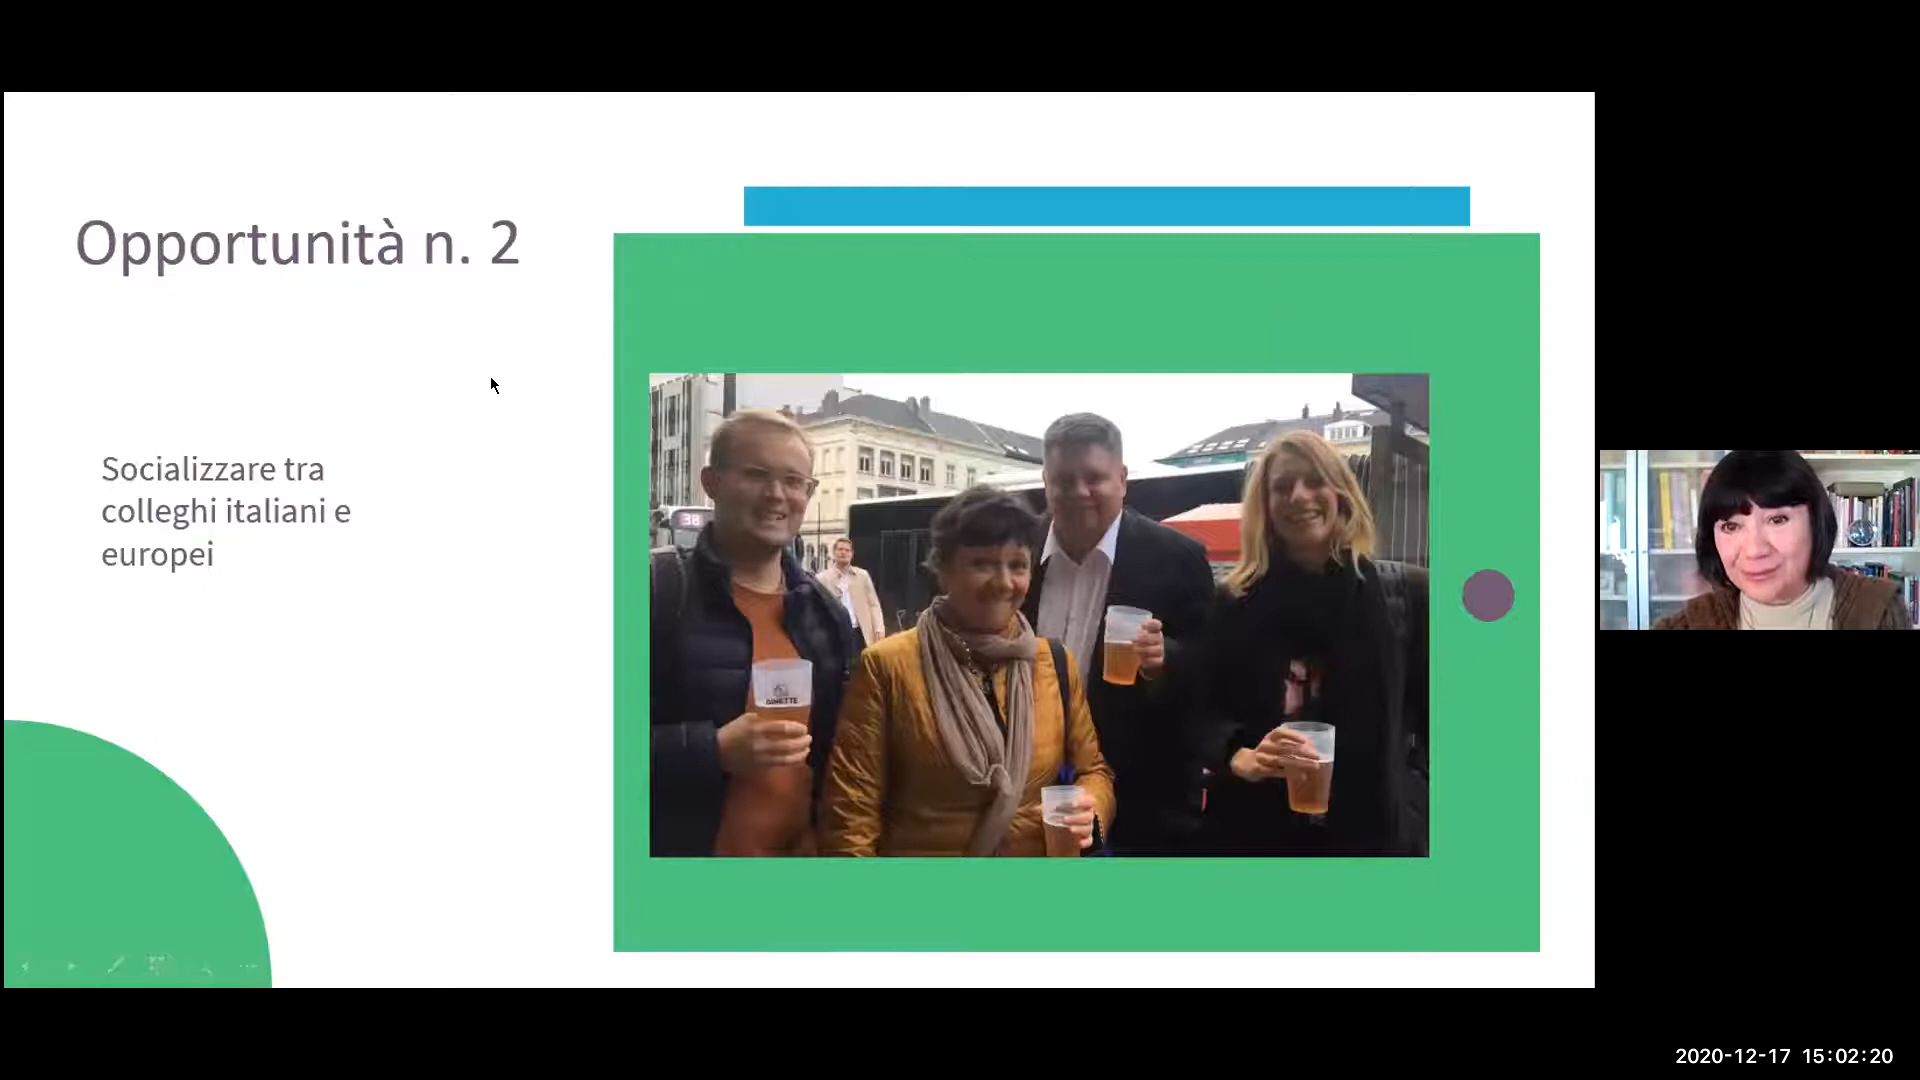 Opportunità n. 2
Socializzare tra
colleghi italiani e
europei
38
2020-12-17 15:02:20